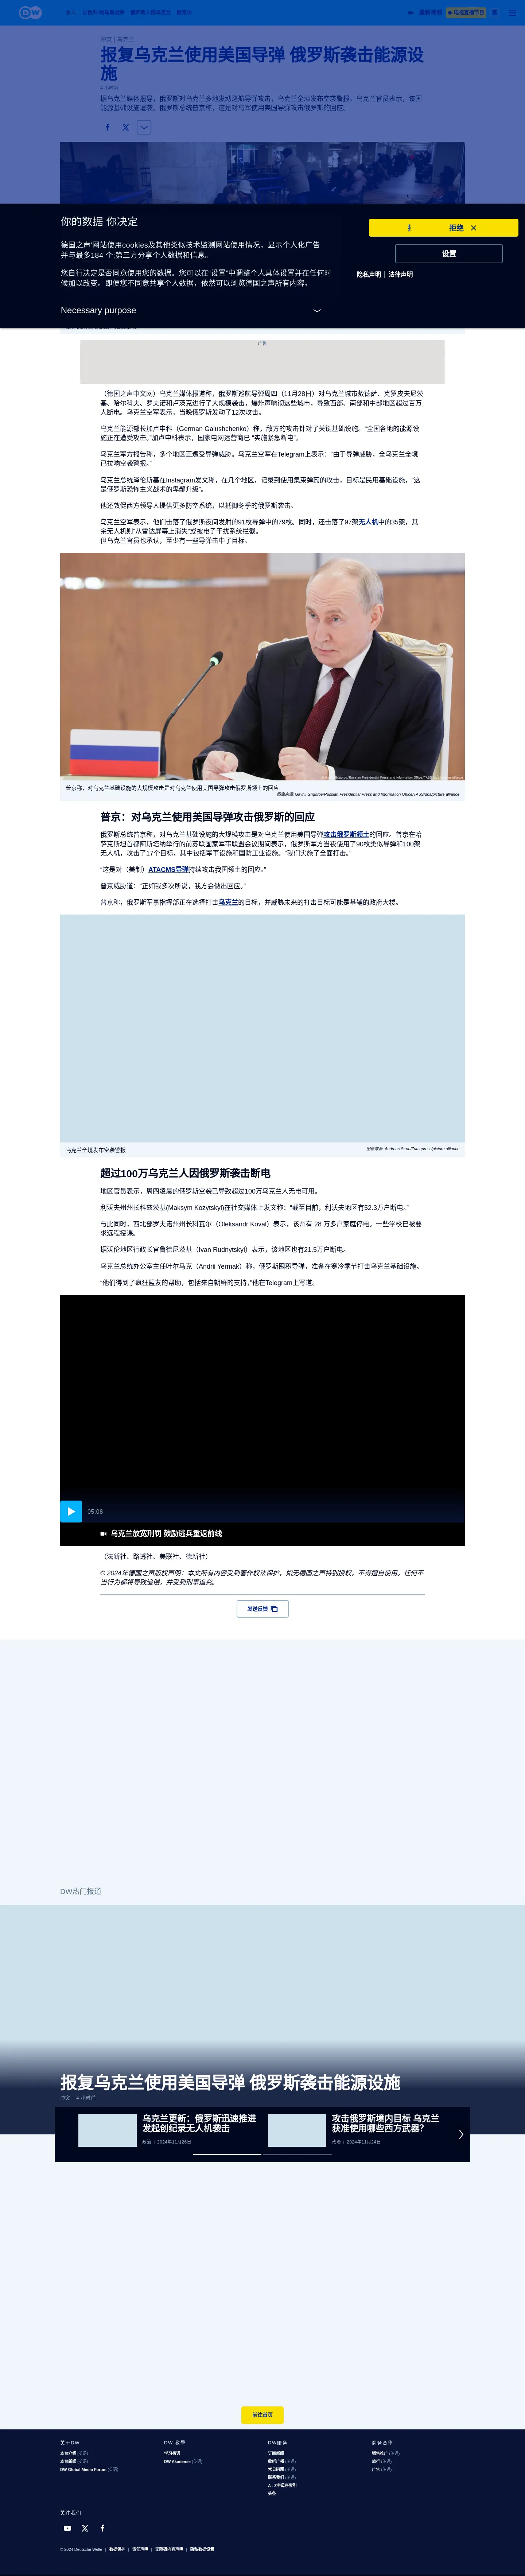 DW
最新视频
电视直播节目
冲突 | 乌克兰
报复乌克兰使用美国导弹 俄罗斯袭击能源设
施
4 小时前
据乌克兰媒体报导，俄罗斯对乌克兰多地发动巡航导弹攻击，乌克兰全境发布空袭警报。乌克兰官员表示，该国
能源基础设施遭袭。俄罗斯总统普京称，这是对乌军使用美国导弹攻击俄罗斯的回应。
你的数据 你决定
德国之声'网站使用cookies及其他类似技术监测网站使用情况，显示个人化广告
并与最多184 个;第三方分享个人数据和信息。
您自行决定是否同意使用您的数据。您可以在“设置”中调整个人具体设置并在任何时
候加以改变。即便您不同意共享个人数据，依然可以浏览德国之声所有内容。
Necessary purpose
拒绝
设置
隐私声明 | 法律声明
广告
（德国之声中文网）乌克兰媒体报道称，俄罗斯巡航导弹周四（11月28日）对乌克兰城市敖德萨、克罗皮夫尼茨
基、哈尔科夫、罗夫诺和卢茨克进行了大规模袭击，爆炸声响彻这些城市，导致西部、南部和中部地区超过百万
人断电。乌克兰空军表示，当晚俄罗斯发动了12次攻击。
乌克兰能源部长加卢申科（German Galushchenko）称，敌方的攻击针对了关键基础设施。“全国各地的能源设
施正在遭受攻击。”加卢申科表示，国家电网运营商已 “实施紧急断电”。
乌克兰军方报告称，多个地区正遭受导弹威胁。乌克兰空军在Telegram上表示：“由于导弹威胁，全乌克兰全境
已拉响空袭警报。”
乌克兰总统泽伦斯基在Instagram发文称，在几个地区，记录到使用集束弹药的攻击，目标是民用基础设施，“这
是俄罗斯恐怖主义战术的卑鄙升级”。
他还敦促西方领导人提供更多防空系统，以抵御冬季的俄罗斯袭击。
乌克兰空军表示，他们击落了俄罗斯夜间发射的91枚导弹中的79枚。同时，还击落了97架无人机中的35架，其
余无人机则“从雷达屏幕上消失”或被电子干扰系统拦截。
但乌克兰官员也承认，至少有一些导弹击中了目标。
普京称，对乌克兰基础设施的大规模攻击是对乌克兰使用美国导弹攻击俄罗斯领土的回应
图像来源: Gavriil Grigorov/Russian Presidential Press and Information Office/TASS/dpa/picture alliance
普京：对乌克兰使用美国导弹攻击俄罗斯的回应
俄罗斯总统普京称，对乌克兰基础设施的大规模攻击是对乌克兰使用美国导弹攻击俄罗斯领土的回应。普京在哈
萨克斯坦首都阿斯塔纳举行的前苏联国家军事联盟会议期间表示，俄罗斯军方当夜使用了90枚类似导弹和100架
无人机，攻击了17个目标，其中包括军事设施和国防工业设施。“我们实施了全面打击。”
“这是对（美制）ATACMS导弹持续攻击我国领土的回应。”
普京威胁道：“正如我多次所说，我方会做出回应。”
普京称，俄罗斯军事指挥部正在选择打击乌克兰的目标，并威胁未来的打击目标可能是基辅的政府大楼。
乌克兰全境发布空袭警报
图像来源: Andreas Stroh/Zumapress/picture alliance
超过100万乌克兰人因俄罗斯袭击断电
地区官员表示，周四凌晨的俄罗斯空袭已导致超过100万乌克兰人无电可用。
利沃夫州州长科兹茨基(Maksym Kozytskyi)在社交媒体上发文称：“截至目前，利沃夫地区有52.3万户断电。”
与此同时，西北部罗夫诺州州长科瓦尔（Oleksandr Koval）表示，该州有 28 万多户家庭停电。一些学校已被要
求远程授课。
据沃伦地区行政长官鲁德尼茨基（Ivan Rudnytskyi）表示，该地区也有21.5万户断电。
乌克兰总统办公室主任叶尔马克（Andrii Yermak）称，俄罗斯囤积导弹，准备在寒冷季节打击乌克兰基础设施。
“他们得到了疯狂盟友的帮助，包括来自朝鲜的支持，”他在Telegram上写道。
05:08
乌克兰放宽刑罚 鼓励逃兵重返前线
（法新社、路透社、美联社、德新社）
© 2024年德国之声版权声明：本文所有内容受到著作权法保护，如无德国之声特别授权，不得擅自使用。任何不
当行为都将导致追偿，并受到刑事追究。
发送反馈
DW热门报道
报复乌克兰使用美国导弹 俄罗斯袭击能源设施
冲突 | 4 小时前
乌克兰更新：俄罗斯迅速推进
发起创纪录无人机袭击
政治 | 2024年11月26日
攻击俄罗斯境内目标 乌克兰
获准使用哪些西方武器？
政治 | 2024年11月24日
前往首页
关于DW
本台介绍 (英语)
本台新闻 (英语)
DW Global Media Forum (英语)
DW 教學
学习德语
DW Akademie (英语)
DW服务
订阅新闻
收听广播 (英语)
常见问题 (英语)
联系我们 (英语)
A - Z字母序索引
头条
商务合作
销售推广 (英语)
旅行 (英语)
广告 (英语)
关注我们
© 2024 Deutsche Welle | 数据保护 | 责任声明 | 无障碍内容声明 | 隐私数据设置